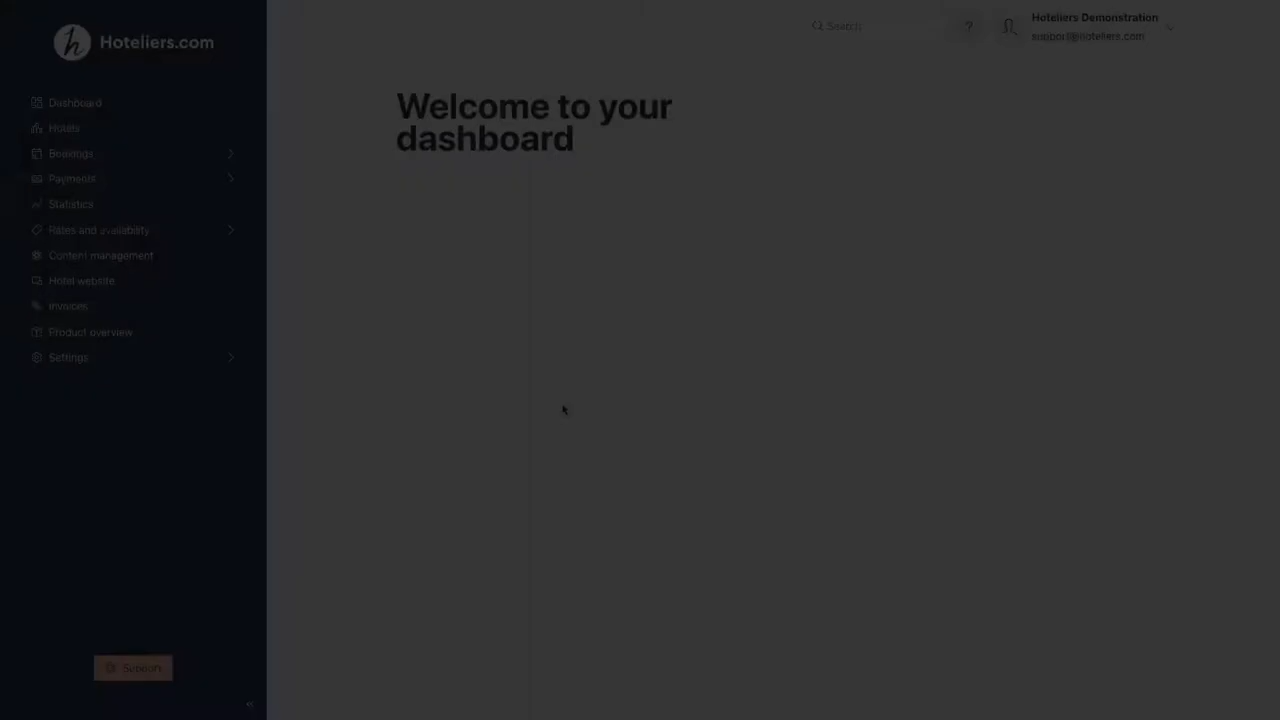 Hoteliers.com
Search
?
Hoteliers Demonstration
support@hoteliers.com
Welcome to your
dashboard
Dashboard
Hotels
Bookings
Payments
Statistics
Rates and availability
Content management
Hotel website
Invoices
Product overview
Settings
Support